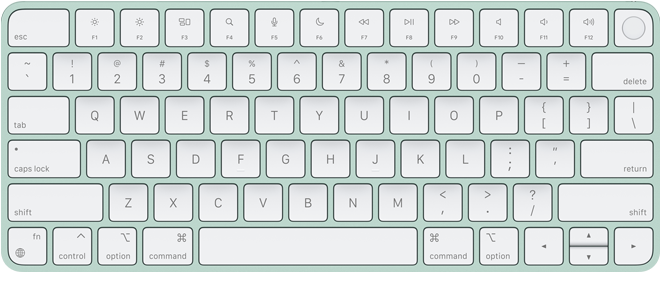 esc F1 F2 F3 F4 F5 F6 F7 F8 F9 F10 F11 F12
~ ! @ # $ % ^ & * ( ) — +
` 1 2 3 4 5 6 7 8 9 0 - = delete
tab Q W E R T Y U I O P { } |
[ ] \
caps lock A S D F G H J K L : “
; ‘ return
shift Z X C V B N M < > ? shift
, . /
fn ^ ⌥ ⌘ ⌘ ⌥ ◄ ▲ ►
control option command command option ▼